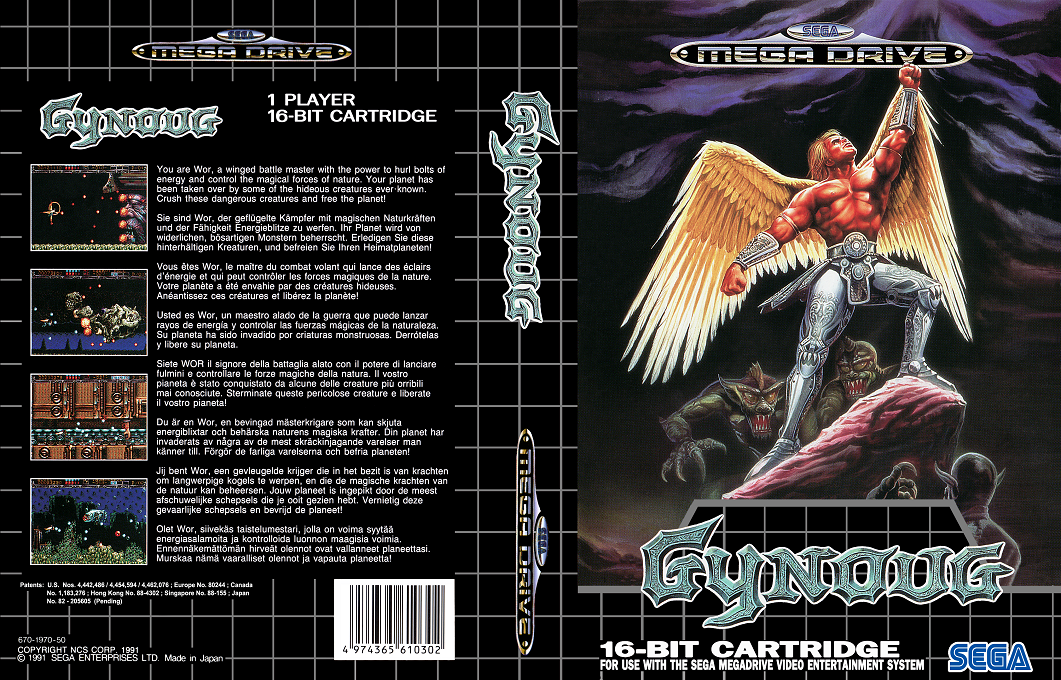 SEGA
MEGA DRIVE
GYNOUG
1 PLAYER
16-BIT CARTRIDGE
You are Wor, a winged battle master with the power to hurl bolts of
energy and control the magical forces of nature. Your planet has
been taken over by some of the hideous creatures ever-known.
Crush these dangerous creatures and free the planet!
Sie sind Wor, der geflügelte Kämpfer mit magischen Naturkräften
und der Fähigkeit Energieblitze zu werfen. Ihr Planet wird von
widerlichen, bösartigen Monstern beherrscht. Erledigen Sie diese
hinterhältigen Kreaturen, und befreien Sie Ihren Heimatplaneten!
Vous êtes Wor, le maître du combat volant qui lance des éclairs
d'énergie et qui peut contrôler les forces magiques de la nature.
Votre planète a été envahie par des créatures hideuses.
Anéantissez ces créatures et libérez la planète!
Usted es Wor, un maestro alado de la guerra que puede lanzar
rayos de energía y controlar las fuerzas mágicas de la naturaleza.
Su planeta ha sido invadido por criaturas monstruosas. Derrótelas
y libere su planeta.
Siete WOR il signore della battaglia alato con il potere di lanciare
fulmini e controllare le forze magiche della natura. Il vostro
pianeta è stato conquistato da alcune delle creature più orribili
mai conosciute. Sterminate queste pericolose creature e liberate
il vostro pianeta!
Du är en Wor, en bevingad mästerkrigare som kan skjuta
energiblixtar och behärska naturens magiska krafter. Din planet har
invaderats av några av de mest skräckinjagande varelser man
känner till. Förgör de farliga varelserna och befria planeten!
Jij bent Wor, een gevleugelde krijger die in het bezit is van krachten
om langwerpige kogels te werpen, en die de magische krachten van
de natuur kan beheersen. Jouw planeet is ingepikt door de meest
afschuwelijke schepsels die je ooit gezien hebt. Vernietig deze
gevaarlijke schepsels en bevrijd de planeet!
Olet Wor, siivekäs taistelumestari, jolla on voima syytää
energiasalamoita ja kontrolloida luonnon maagisia voimia.
Ennennäkemättömän hirveät olennot ovat vallanneet planeettasi.
Murskaa nämä vaaralliset olennot ja vapauta planeetta!
Patents: U.S. Nos. 4,442,486 / 4,454,594 / 4,462,076 ; Europe No. 80244 ; Canada
No. 1,183,276 ; Hong Kong No. 88-4302 ; Singapore No. 88-155 ; Japan
No. 82 - 205605 (Pending)
670-1970-50
COPYRIGHT NCS CORP. 1991
© 1991 SEGA ENTERPRISES LTD. Made in Japan
4 974365 610302
GYNOUG
SEGA
MEGA DRIVE
SEGA
MEGA DRIVE
GYNOUG
16-BIT CARTRIDGE
FOR USE WITH THE SEGA MEGADRIVE VIDEO ENTERTAINMENT SYSTEM
SEGA